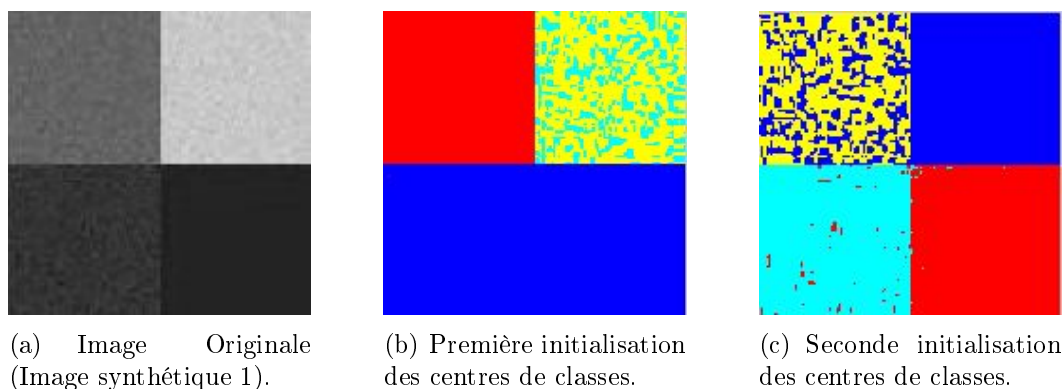 (a) Image Originale
(Image synthétique 1).
(b) Première initialisation
des centres de classes.
(c) Seconde initialisation
des centres de classes.